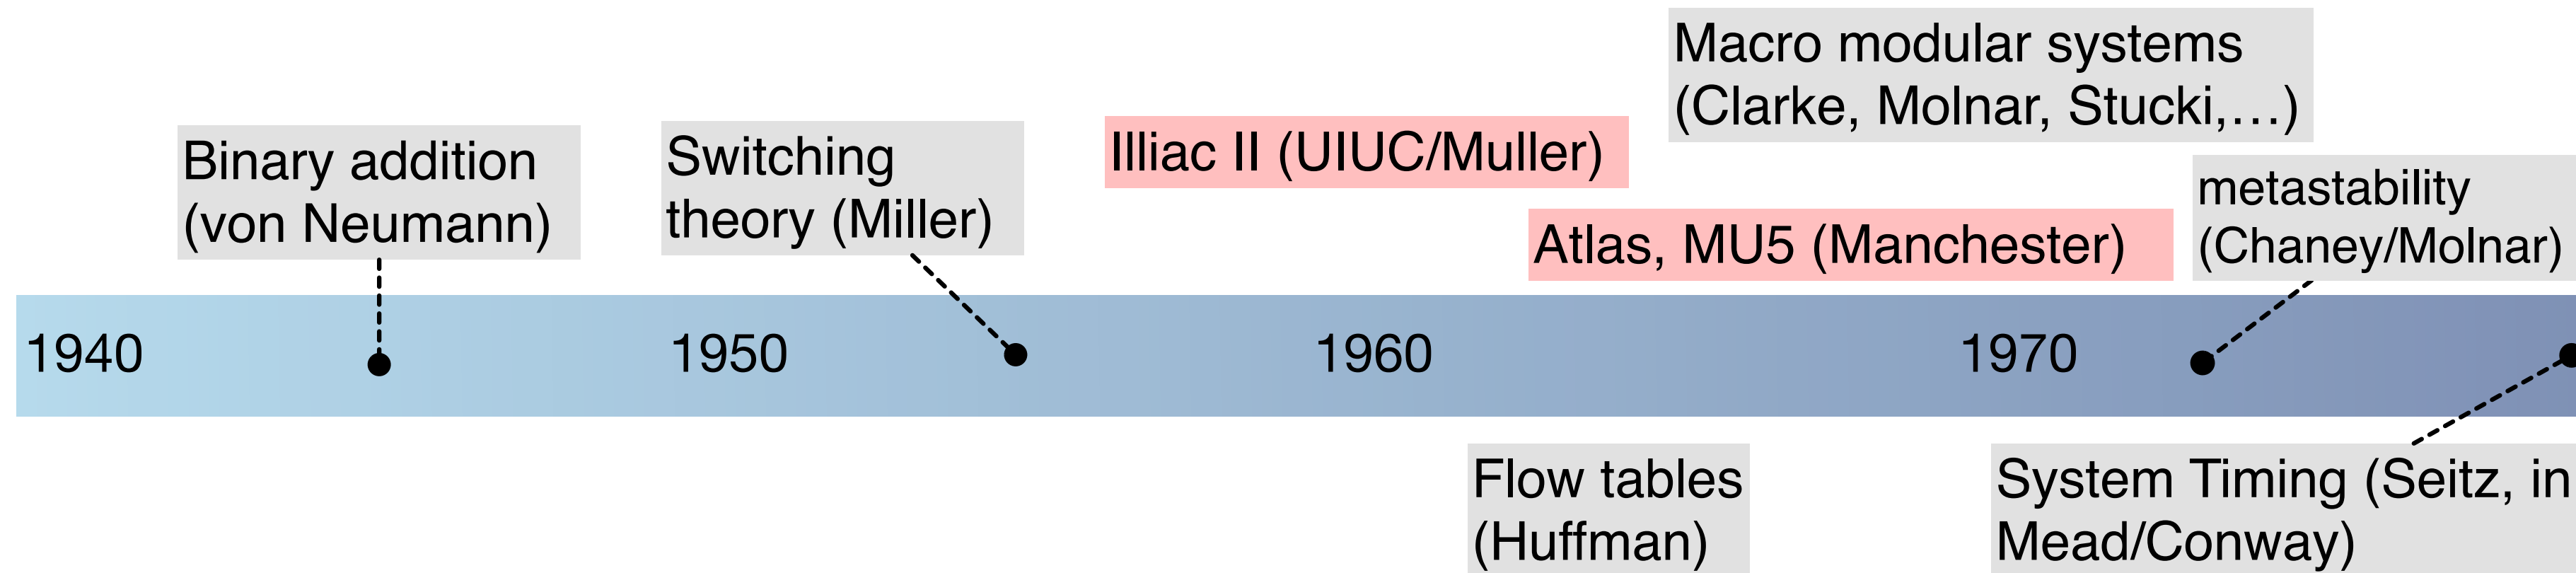 Macro modular systems
(Clarke, Molnar, Stucki,…)
Binary addition
(von Neumann)
Switching
theory (Miller)
Illiac II (UIUC/Muller)
Atlas, MU5 (Manchester)
metastability
(Chaney/Molnar)
1940
1950
1960
1970
Flow tables
(Huffman)
System Timing (Seitz, in
Mead/Conway)